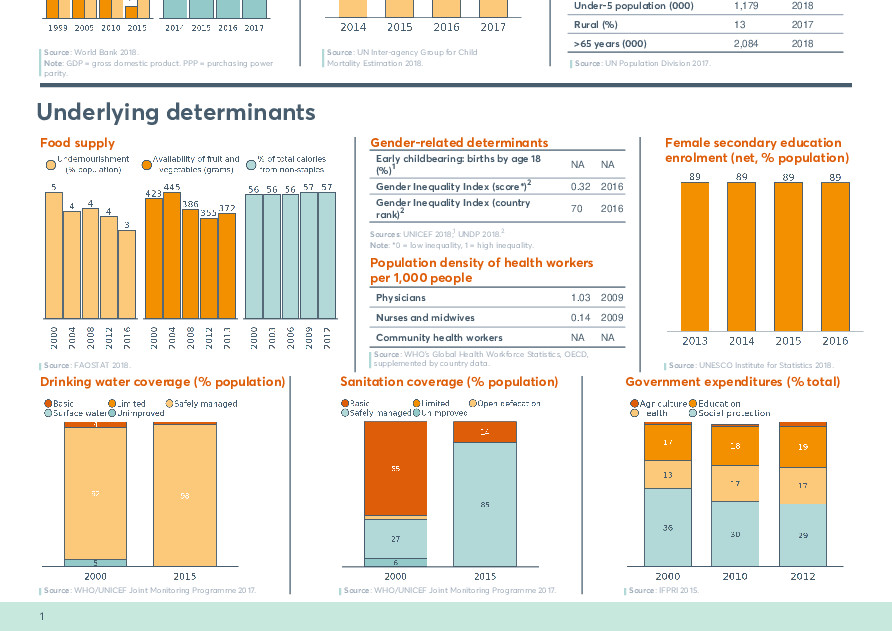 1999 2005 2010 2015
2014 2015 2016 2017
Source: World Bank 2018.
Note: GDP = gross domestic product. PPP = purchasing power
parity.
2014 2015 2016 2017
Source: UN Inter-agency Group for Child
Mortality Estimation 2018.
Under-5 population (000) 1,179 2018
Rural (%) 13 2017
>65 years (000) 2,084 2018
Source: UN Population Division 2017.
Underlying determinants
Food supply
Undernourishment
(% population)
Availability of fruit and
vegetables (grams)
% of total calories
from non-staples
5 4 4 4 3
423 445 386 355 372
56 56 56 57 57
2000 2004 2008 2012 2016
2000 2004 2008 2012 2013
2000 2003 2006 2009 2012
Source: FAOSTAT 2018.
Gender-related determinants
Early childbearing: births by age 18
(%)1 NA NA
Gender Inequality Index (score*)2 0.32 2016
Gender Inequality Index (country
rank)2 70 2016
Sources: UNICEF 2018,1 UNDP 2018.2
Note: *0 = low inequality, 1 = high inequality.
Population density of health workers
per 1,000 people
Physicians 1.03 2009
Nurses and midwives 0.14 2009
Community health workers NA NA
Source: WHO's Global Health Workforce Statistics, OECD,
supplemented by country data.
Female secondary education
enrolment (net, % population)
89 89 89 89
2013 2014 2015 2016
Source: UNESCO Institute for Statistics 2018.
Drinking water coverage (% population)
Basic Limited Safely managed
Surface water Unimproved
4
5
98
2000 2015
Source: WHO/UNICEF Joint Monitoring Programme 2017.
Sanitation coverage (% population)
Basic Limited Open defecation
Safely managed Unimproved
65
27
6
14
85
2000 2015
Source: WHO/UNICEF Joint Monitoring Programme 2017.
Government expenditures (% total)
Agriculture Education
Health Social protection
17 18 19
13 17 17
36 30 29
2000 2010 2012
Source: IFPRI 2015.
1